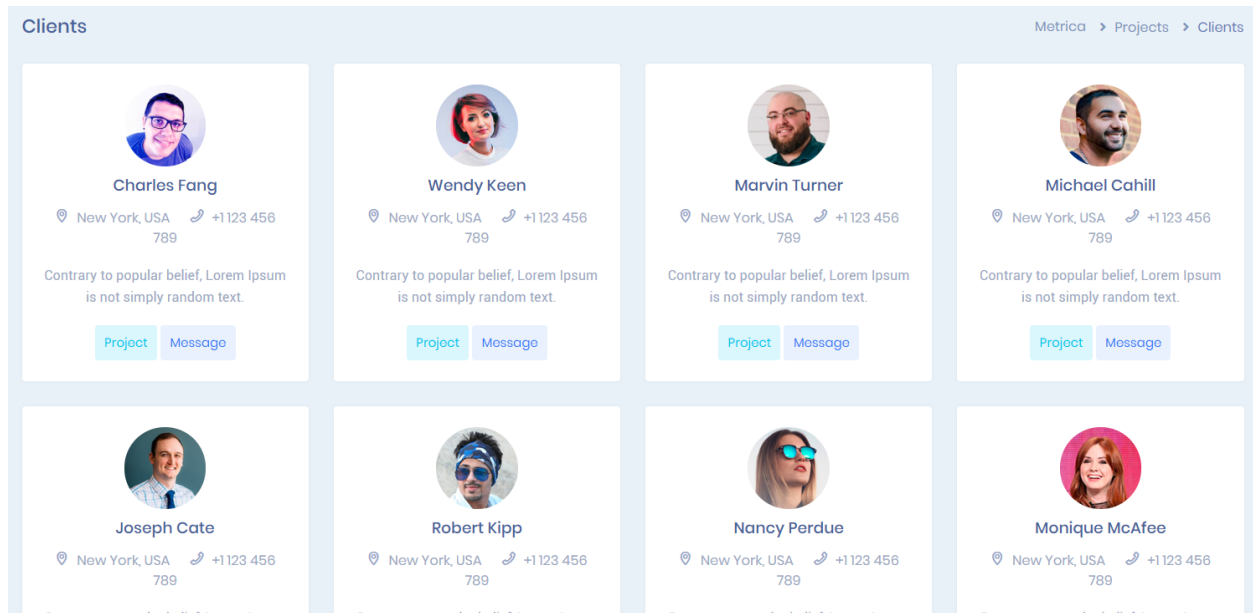 Clients
Metrica > Projects > Clients
Charles Fang
New York, USA +1 123 456
789
Contrary to popular belief, Lorem Ipsum
is not simply random text.
Project Message
Wendy Keen
New York, USA +1 123 456
789
Contrary to popular belief, Lorem Ipsum
is not simply random text.
Project Message
Marvin Turner
New York, USA +1 123 456
789
Contrary to popular belief, Lorem Ipsum
is not simply random text.
Project Message
Michael Cahill
New York, USA +1 123 456
789
Contrary to popular belief, Lorem Ipsum
is not simply random text.
Project Message
Joseph Cate
New York, USA +1 123 456
789
Robert Kipp
New York, USA +1 123 456
789
Nancy Perdue
New York, USA +1 123 456
789
Monique McAfee
New York, USA +1 123 456
789